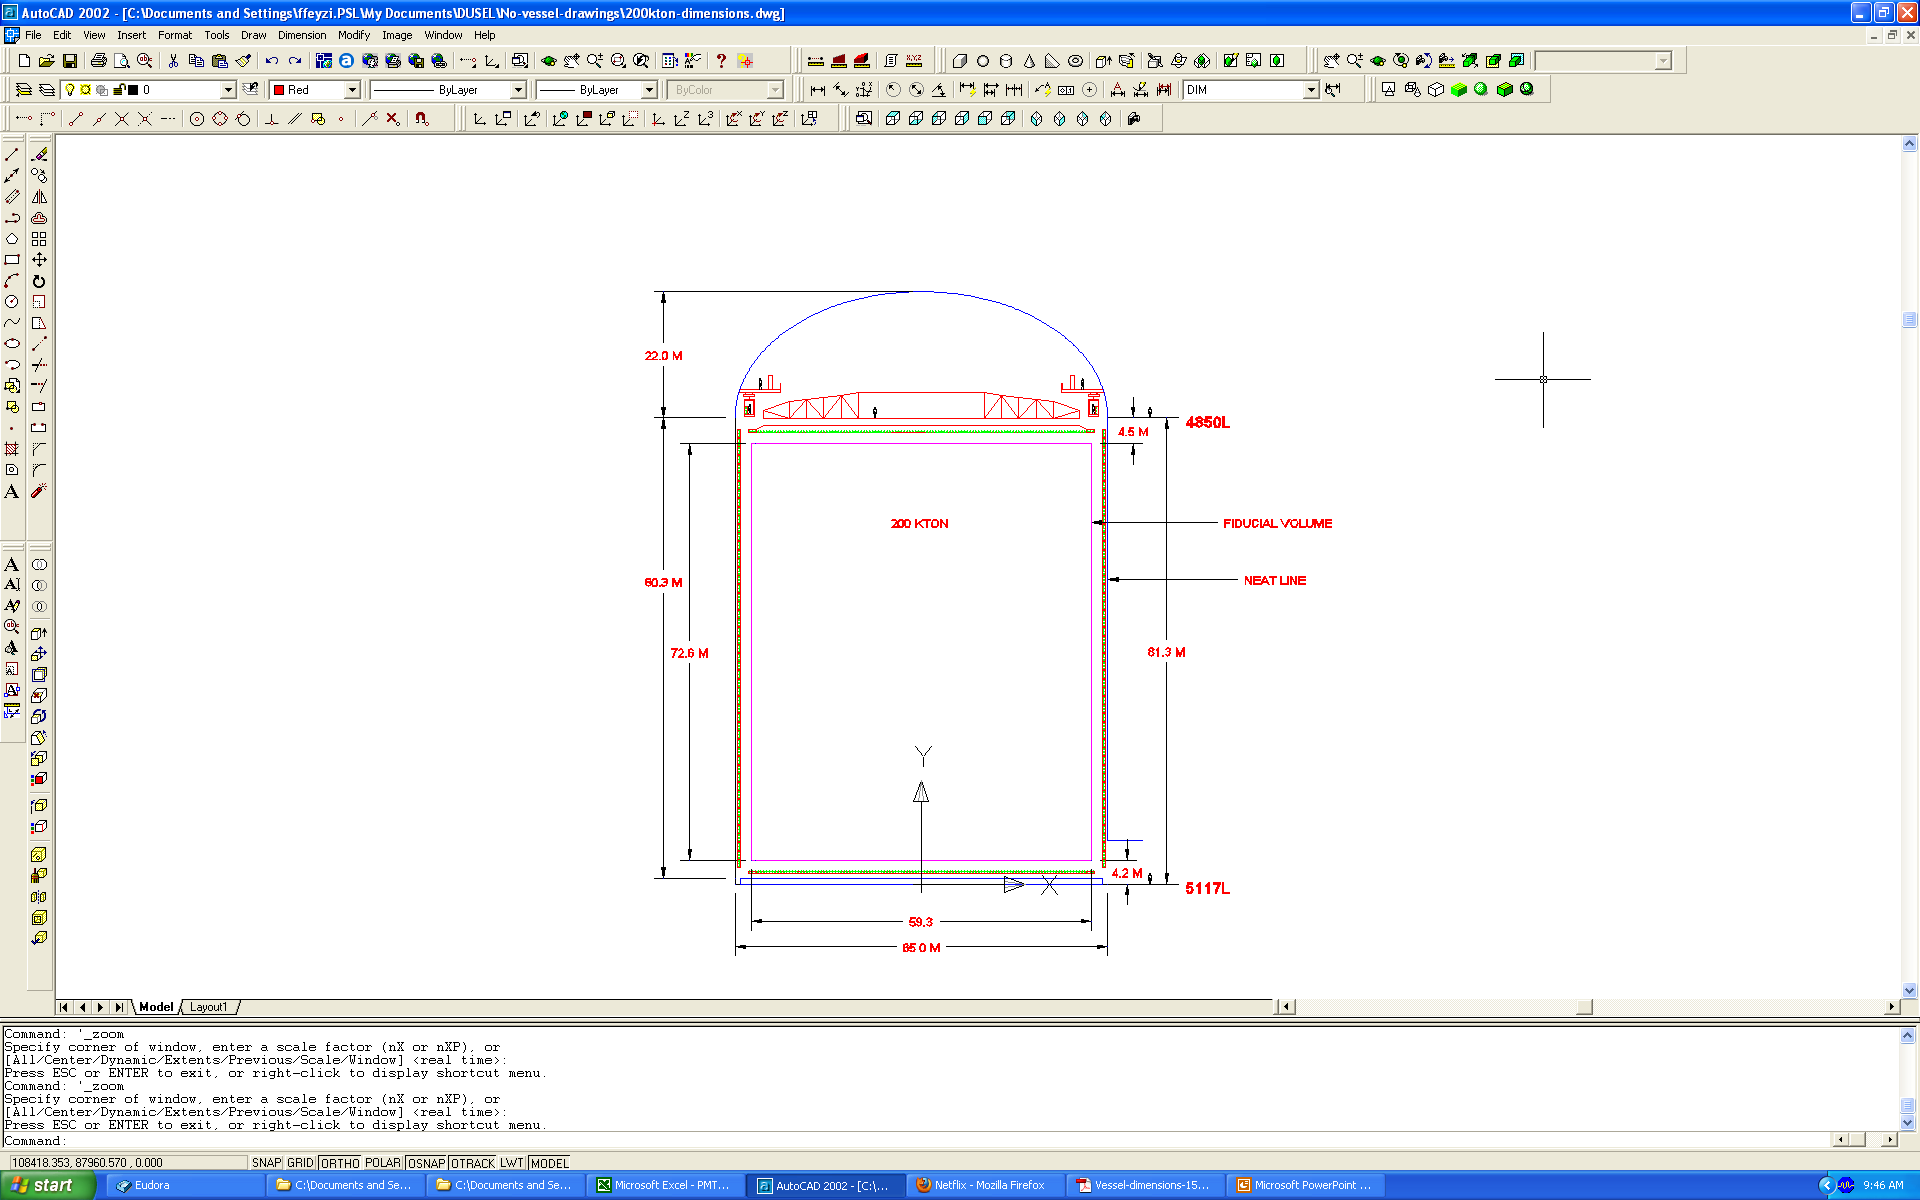 AutoCAD 2002 - [C:\Documents and Settings\ffeyzi.PSL\My Documents\DUSEL\No-vessel-drawings\200kton-dimensions.dwg]
File Edit View Insert Format Tools Draw Dimension Modify Image Window Help
0 Red ByLayer ByLayer ByColor DIM
22.0 M
4850L
4.5 M
200 KTON
FIDUCIAL VOLUME
NEAT LINE
80.3 M
72.6 M
81.3 M
Y
4.2 M
X
5117L
59.3
65.0 M
Model Layout1
Command: '_zoom
Specify corner of window, enter a scale factor (nX or nXP), or
[All/Center/Dynamic/Extents/Previous/Scale/Window] <real time>:
Press ESC or ENTER to exit, or right-click to display shortcut menu.
Command: '_zoom
Specify corner of window, enter a scale factor (nX or nXP), or
[All/Center/Dynamic/Extents/Previous/Scale/Window] <real time>:
Press ESC or ENTER to exit, or right-click to display shortcut menu.
Command:
108418.353, 87960.570 , 0.000 SNAP GRID ORTHO POLAR OSNAP OTRACK LWT MODEL
start Eudora C:\Documents and Se... C:\Documents and Se... Microsoft Excel - PMT... AutoCAD 2002 - [C:\... Netflix - Mozilla Firefox Vessel-dimensions-15... Microsoft PowerPoint ... 9:46 AM